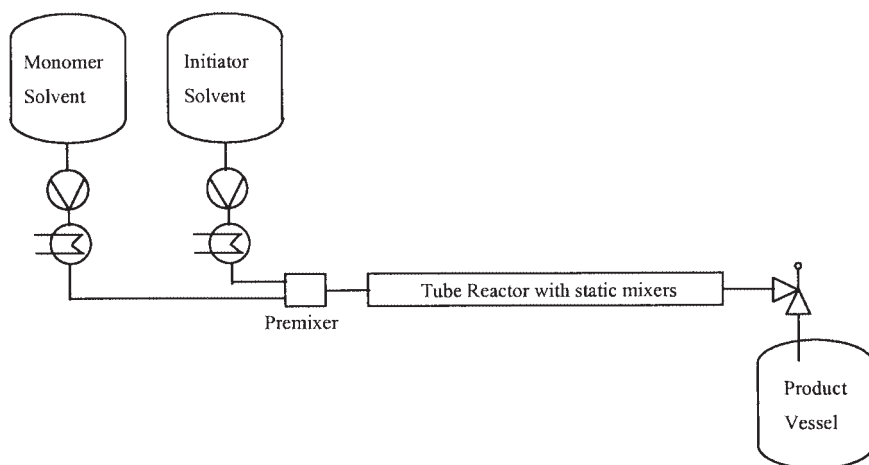 Monomer
Solvent
Initiator
Solvent
Premixer
Tube Reactor with static mixers
Product
Vessel